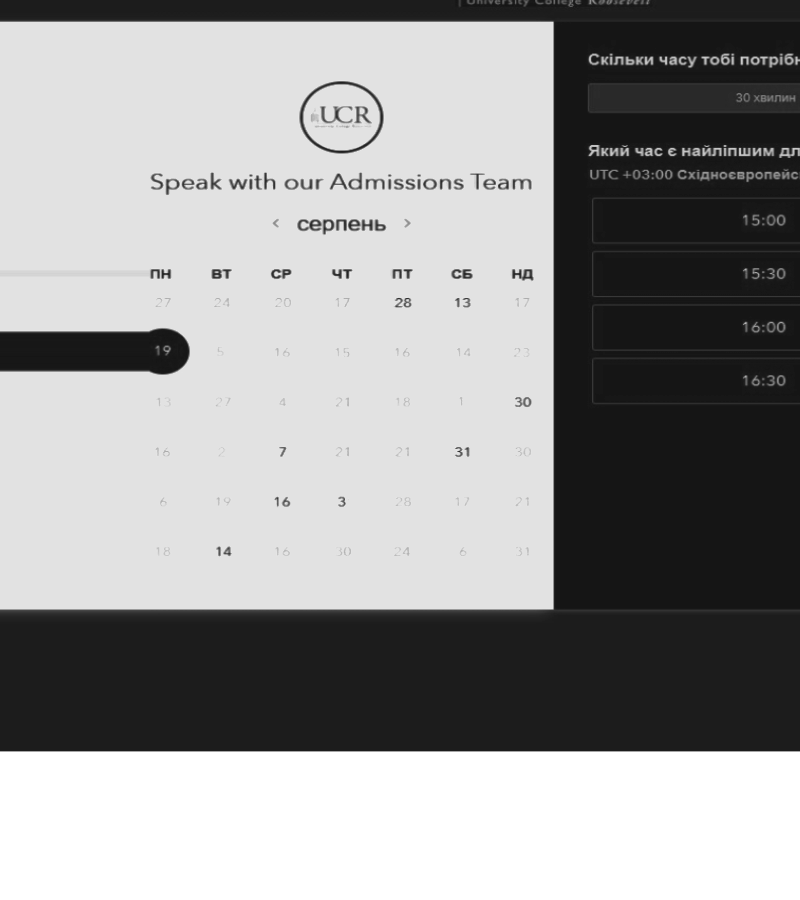 | University College Roosevelt
UCR
Speak with our Admissions Team
< серпень >
ПН ВТ СР ЧТ ПТ СБ НД
27 24 20 17 28 13 17
19 5 16 15 16 14 23
13 27 4 21 18 1 30
16 2 7 21 21 31 30
6 19 16 3 28 17 21
18 14 16 30 24 6 31
Скільки часу тобі потрібн
30 хвилин
Який час є найліпшим дл
UTC +03:00 Східноєвропейс
15:00
15:30
16:00
16:30